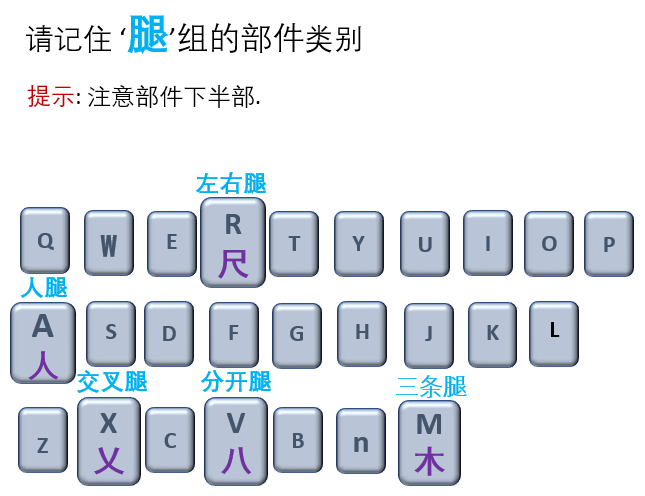 请记住 ‘腿’组的部件类别
提示: 注意部件下半部.
左右腿
Q W E R T Y U I O P
尺
人腿
A S D F G H J K L
人
交叉腿 分开腿 三条腿
Z X C V B n M
乂 八 木